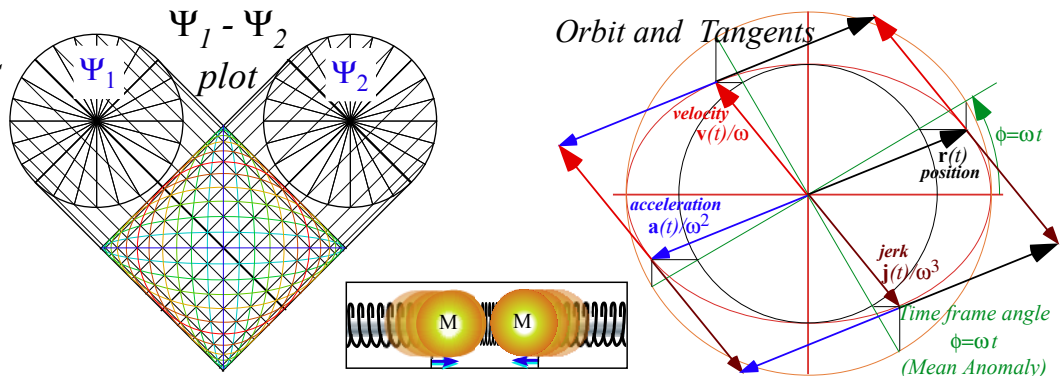 Ψ1 - Ψ2
plot
Ψ1
Ψ2
M
M
Orbit and Tangents
velocity
v(t)/ω
r(t)
position
ϕ=ωt
acceleration
a(t)/ω²
jerk
j(t)/ω³
Time frame angle
ϕ=ωt
(Mean Anomaly)